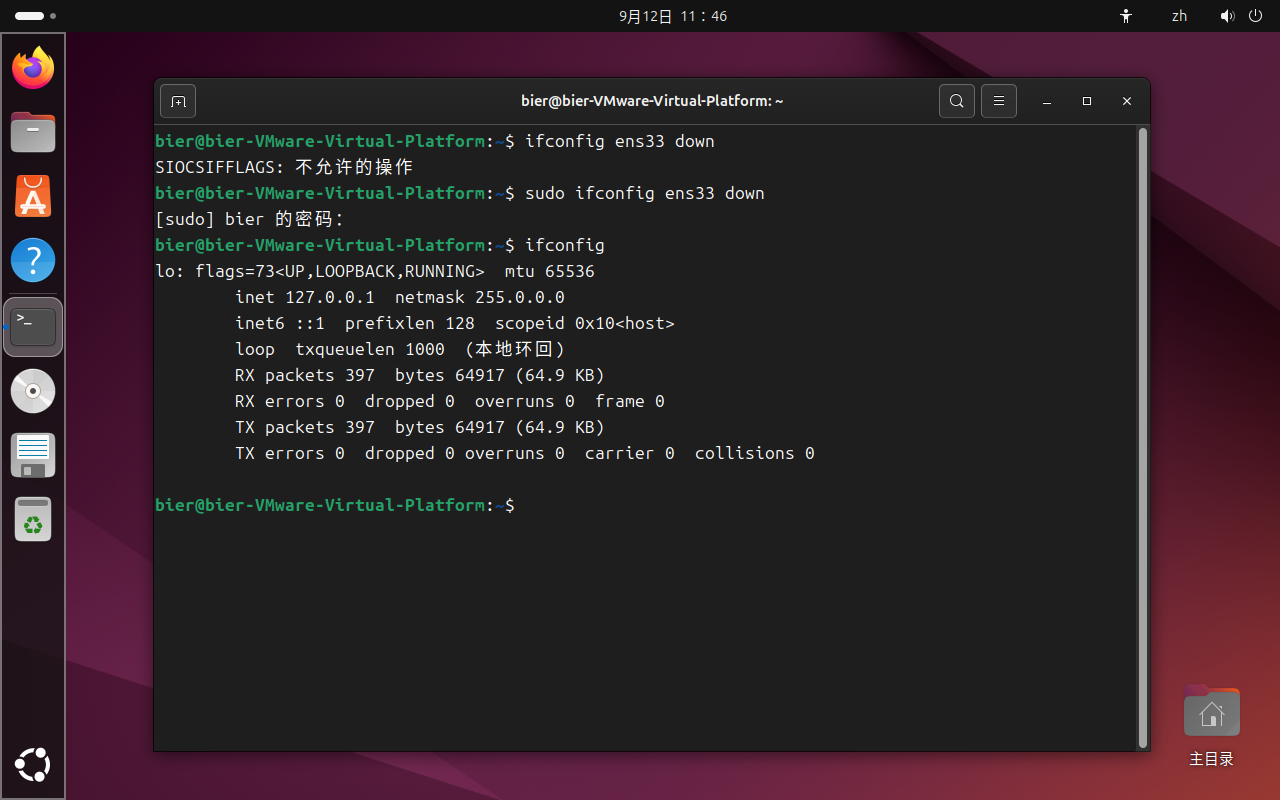 9月12日 11：46
zh
bier@bier-VMware-Virtual-Platform: ~
bier@bier-VMware-Virtual-Platform:~$ ifconfig ens33 down
SIOCSIFFLAGS: 不允许的操作
bier@bier-VMware-Virtual-Platform:~$ sudo ifconfig ens33 down
[sudo] bier 的密码：
bier@bier-VMware-Virtual-Platform:~$ ifconfig
lo: flags=73<UP,LOOPBACK,RUNNING>  mtu 65536
        inet 127.0.0.1  netmask 255.0.0.0
        inet6 ::1  prefixlen 128  scopeid 0x10<host>
        loop  txqueuelen 1000  (本地环回)
        RX packets 397  bytes 64917 (64.9 KB)
        RX errors 0  dropped 0  overruns 0  frame 0
        TX packets 397  bytes 64917 (64.9 KB)
        TX errors 0  dropped 0 overruns 0  carrier 0  collisions 0
bier@bier-VMware-Virtual-Platform:~$
主目录